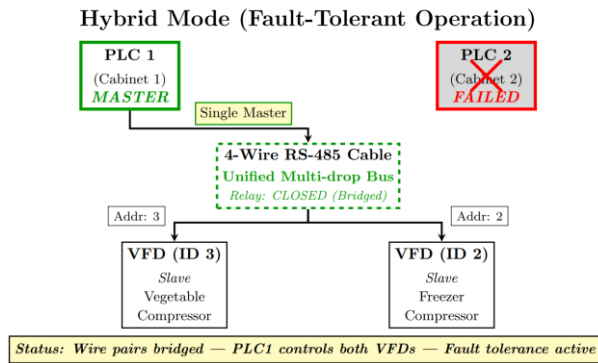 Hybrid Mode (Fault-Tolerant Operation)
PLC 1
(Cabinet 1)
MASTER
PLC 2
(Cabinet 2)
FAILED
Single Master
4-Wire RS-485 Cable
Unified Multi-drop Bus
Relay: CLOSED (Bridged)
Addr: 3
Addr: 2
VFD (ID 3)
Slave
Vegetable
Compressor
VFD (ID 2)
Slave
Freezer
Compressor
Status: Wire pairs bridged — PLC1 controls both VFDs — Fault tolerance active